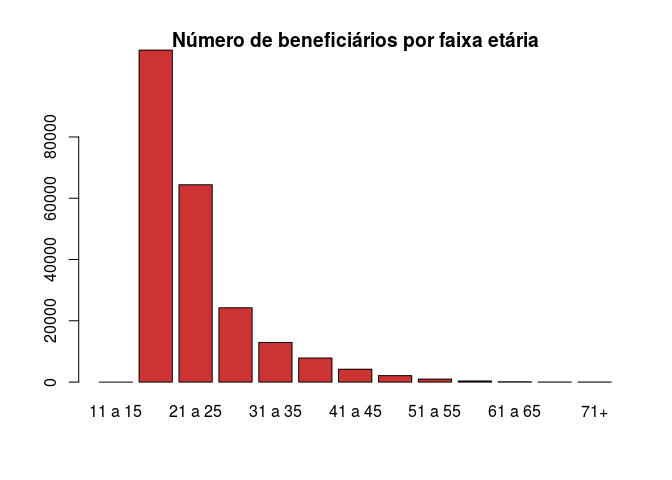 Número de beneficiários por faixa etária
80000
60000
40000
20000
0
11 a 15 21 a 25 31 a 35 41 a 45 51 a 55 61 a 65 71+